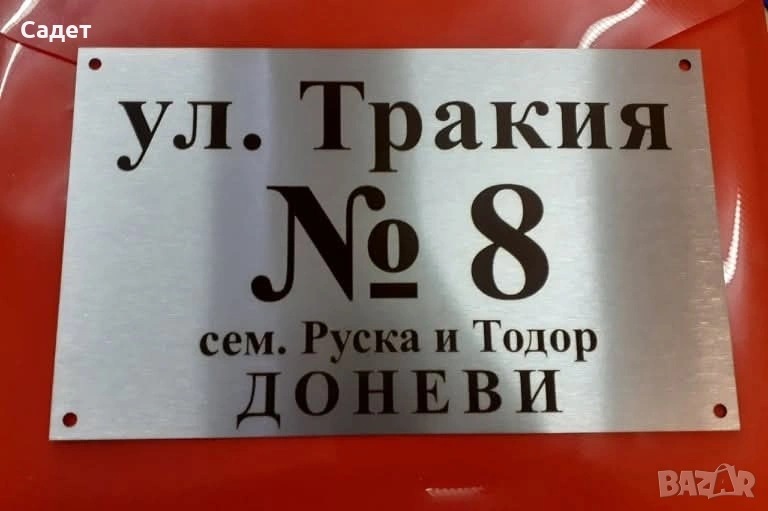 Садет
ул. Тракия
№ 8
сем. Руска и Тодор
ДОНЕВИ
BAZAR